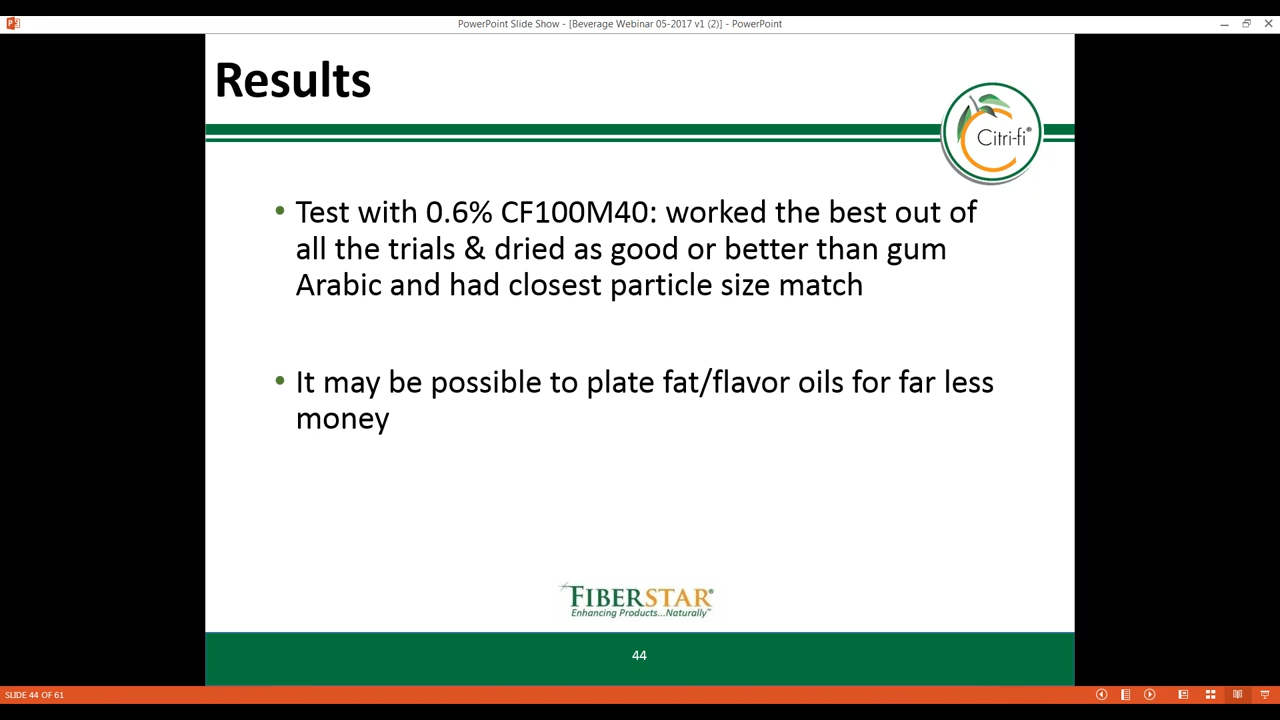 PowerPoint Slide Show - [Beverage Webinar 05-2017 v1 (2)] - PowerPoint
Results
Citri-fi®
• Test with 0.6% CF100M40: worked the best out of
all the trials & dried as good or better than gum
Arabic and had closest particle size match
• It may be possible to plate fat/flavor oils for far less
money
FIBERSTAR®
Enhancing Products...Naturally™
44
SLIDE 44 OF 61